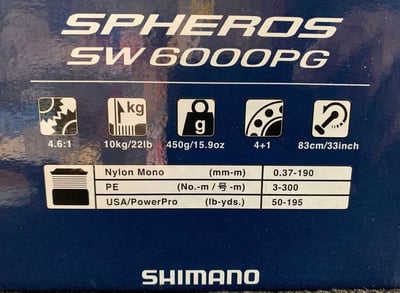 SPHEROS
SW 6000PG
kg
g
4.6:1 10kg/22lb 450g/15.9oz 4+1 83cm/33inch
Nylon Mono (mm-m) 0.37-190
PE (No.-m / 号 -m) 3-300
USA/PowerPro (lb-yds.) 50-195
SHIMANO